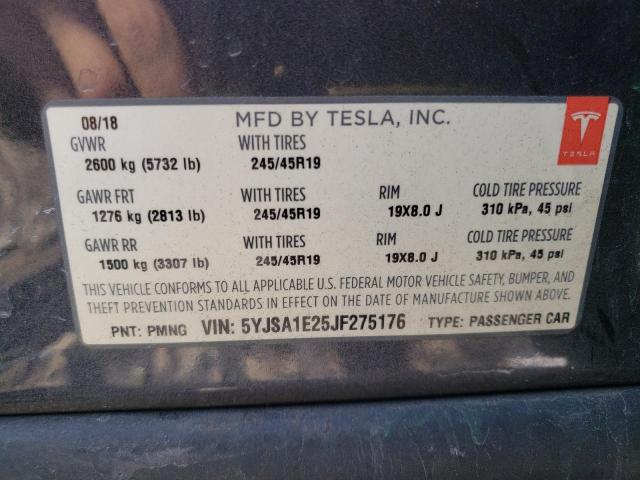 08/18 MFD BY TESLA, INC.
GVWR WITH TIRES
2600 kg (5732 lb) 245/45R19
TESLA
GAWR FRT WITH TIRES RIM COLD TIRE PRESSURE
1276 kg (2813 lb) 245/45R19 19X8.0 J 310 kPa, 45 psi
GAWR RR WITH TIRES RIM COLD TIRE PRESSURE
1500 kg (3307 lb) 245/45R19 19X8.0 J 310 kPa, 45 psi
THIS VEHICLE CONFORMS TO ALL APPLICABLE U.S. FEDERAL MOTOR VEHICLE SAFETY, BUMPER, AND
THEFT PREVENTION STANDARDS IN EFFECT ON THE DATE OF MANUFACTURE SHOWN ABOVE.
PNT: PMNG VIN: 5YJSA1E25JF275176 TYPE: PASSENGER CAR